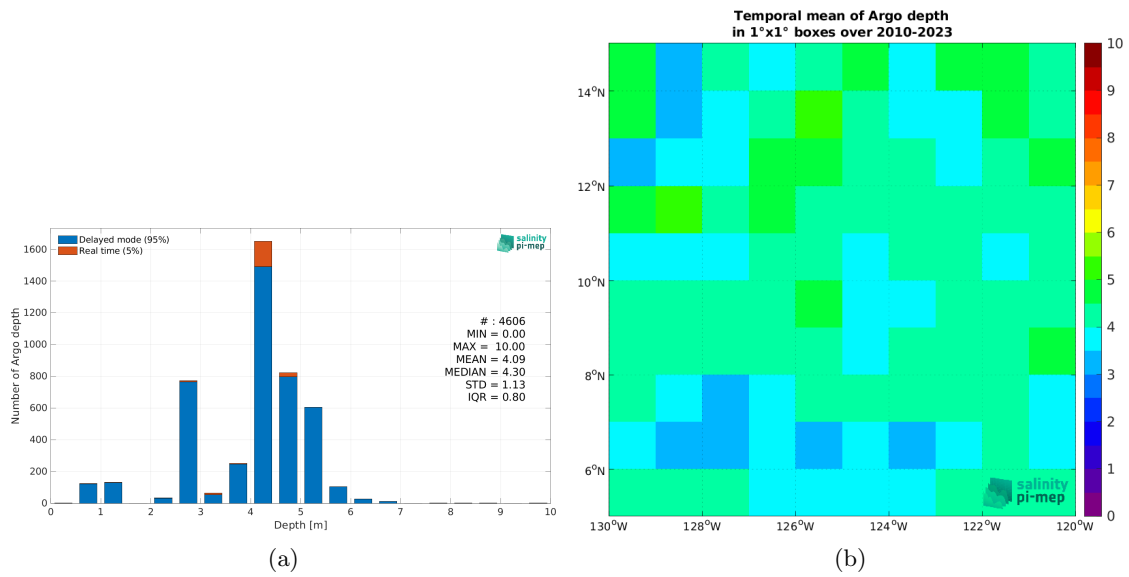 Delayed mode (95%)
Real time (5%)
salinity
pi-mep
1600
1400
1200
1000
800
600
400
200
0
Number of Argo depth
# : 4606
MIN = 0.00
MAX = 10.00
MEAN = 4.09
MEDIAN = 4.30
STD = 1.13
IQR = 0.80
0 1 2 3 4 5 6 7 8 9 10
Depth [m]
(a)
Temporal mean of Argo depth
in 1°x1° boxes over 2010-2023
14°N
12°N
10°N
8°N
6°N
130°W 128°W 126°W 124°W 122°W 120°W
salinity
pi-mep
10
9
8
7
6
5
4
3
2
1
0
(b)